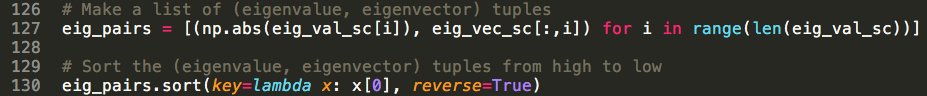 126 # Make a list of (eigenvalue, eigenvector) tuples
127 eig_pairs = [(np.abs(eig_val_sc[i]), eig_vec_sc[:,i]) for i in range(len(eig_val_sc))]
128
129 # Sort the (eigenvalue, eigenvector) tuples from high to low
130 eig_pairs.sort(key=lambda x: x[0], reverse=True)